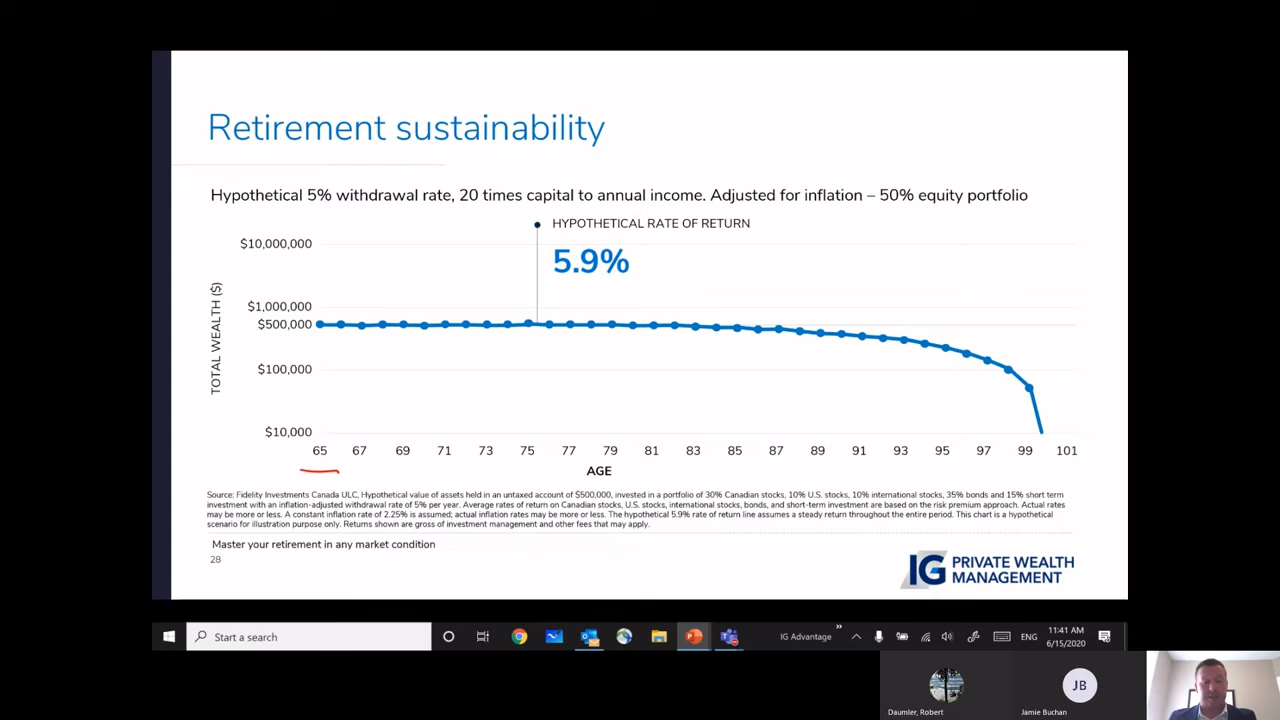 Retirement sustainability
Hypothetical 5% withdrawal rate, 20 times capital to annual income. Adjusted for inflation – 50% equity portfolio
HYPOTHETICAL RATE OF RETURN
5.9%
TOTAL WEALTH ($)
$10,000,000
$1,000,000
$500,000
$100,000
$10,000
65 67 69 71 73 75 77 79 81 83 85 87 89 91 93 95 97 99 101
AGE
Source: Fidelity Investments Canada ULC, Hypothetical value of assets held in an untaxed account of $500,000, invested in a portfolio of 30% Canadian stocks, 10% U.S. stocks, 10% international stocks, 35% bonds and 15% short term
investment with an inflation-adjusted withdrawal rate of 5% per year. Average rates of return on Canadian stocks, U.S. stocks, international stocks, bonds, and short-term investment are based on the risk premium approach. Actual rates
may be more or less. A constant inflation rate of 2.25% is assumed; actual inflation rates may be more or less. The hypothetical 5.9% rate of return line assumes a steady return throughout the entire period. This chart is a hypothetical
scenario for illustration purpose only. Returns shown are gross of investment management and other fees that may apply.
Master your retirement in any market condition
28
IG PRIVATE WEALTH
MANAGEMENT
Start a search
IG Advantage
»
ENG
11:41 AM
6/15/2020
JB
Daumler, Robert
Jamie Buchan